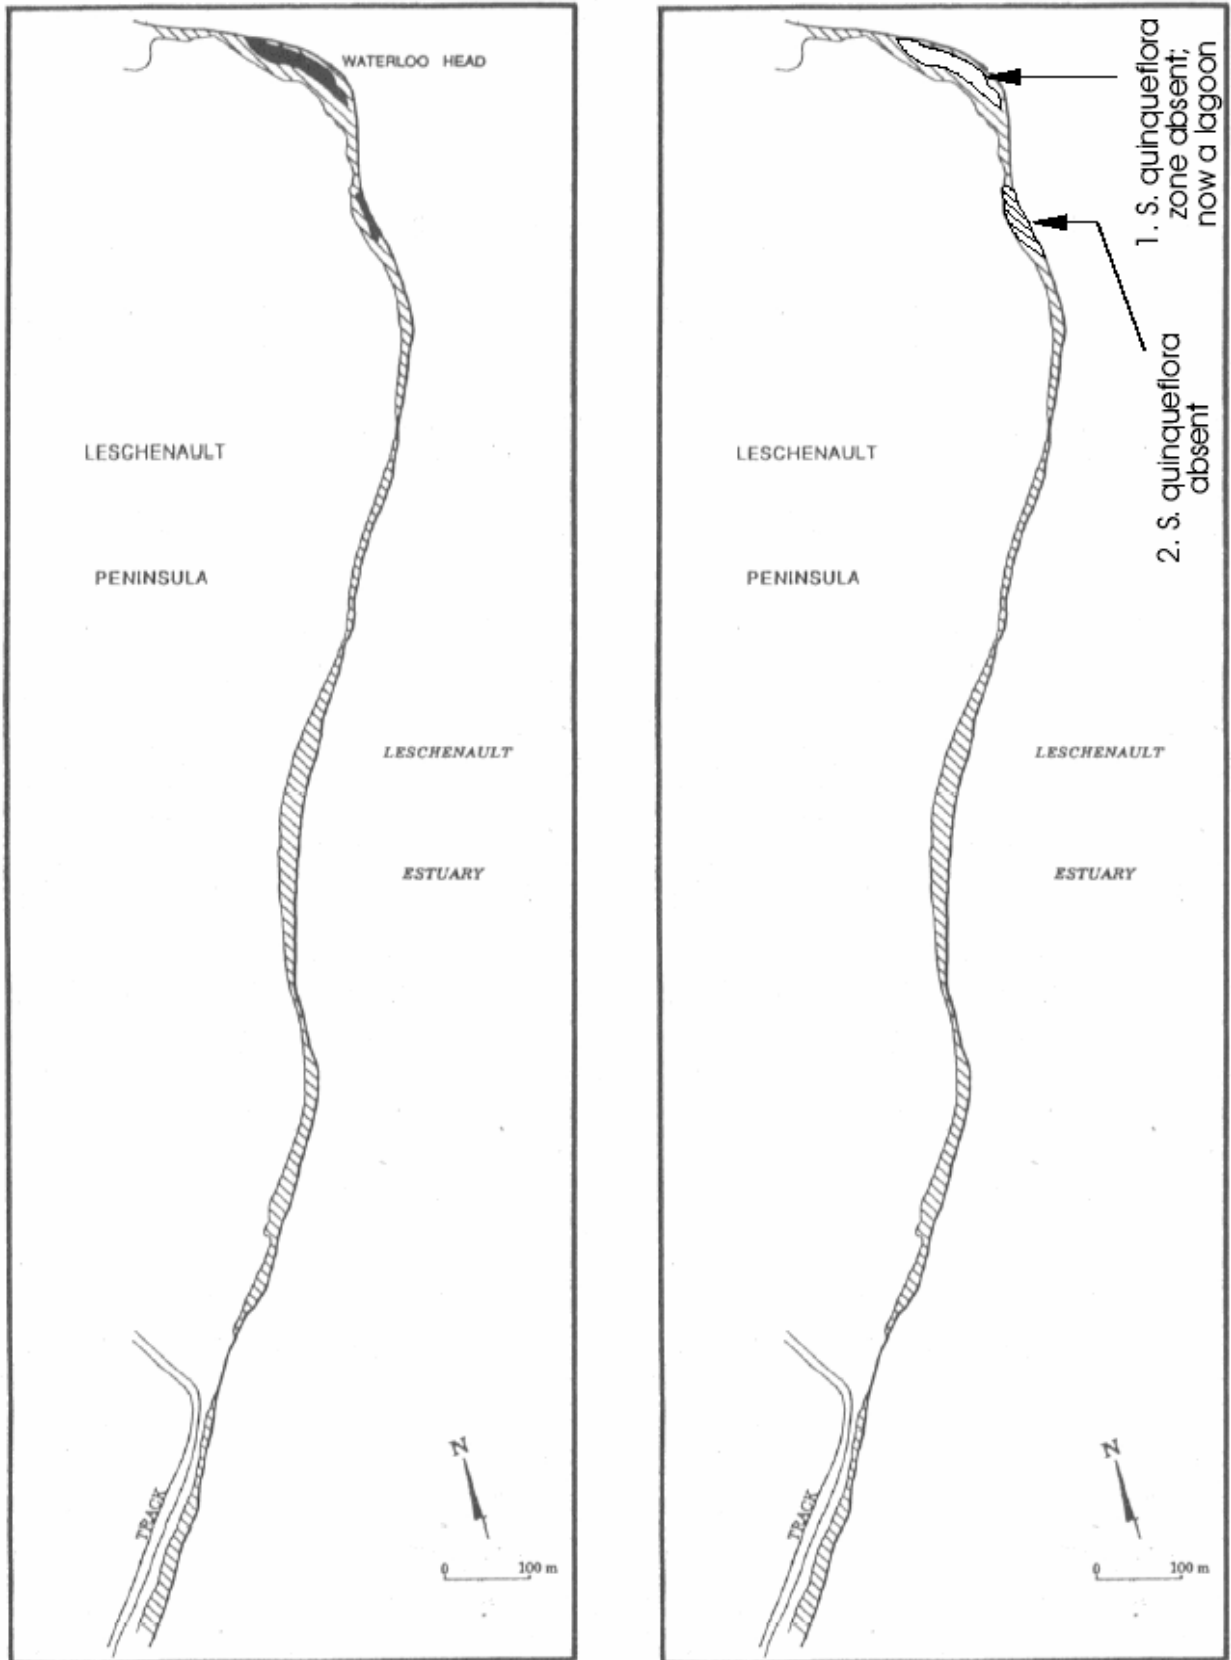 WATERLOO HEAD
LESCHENAULT
PENINSULA
LESCHENAULT
ESTUARY
TRACK
N
0 100 m
1. S. quinqueflora
zone absent;
now a lagoon
2. S. quinqueflora
absent
LESCHENAULT
PENINSULA
LESCHENAULT
ESTUARY
TRACK
N
0 100 m